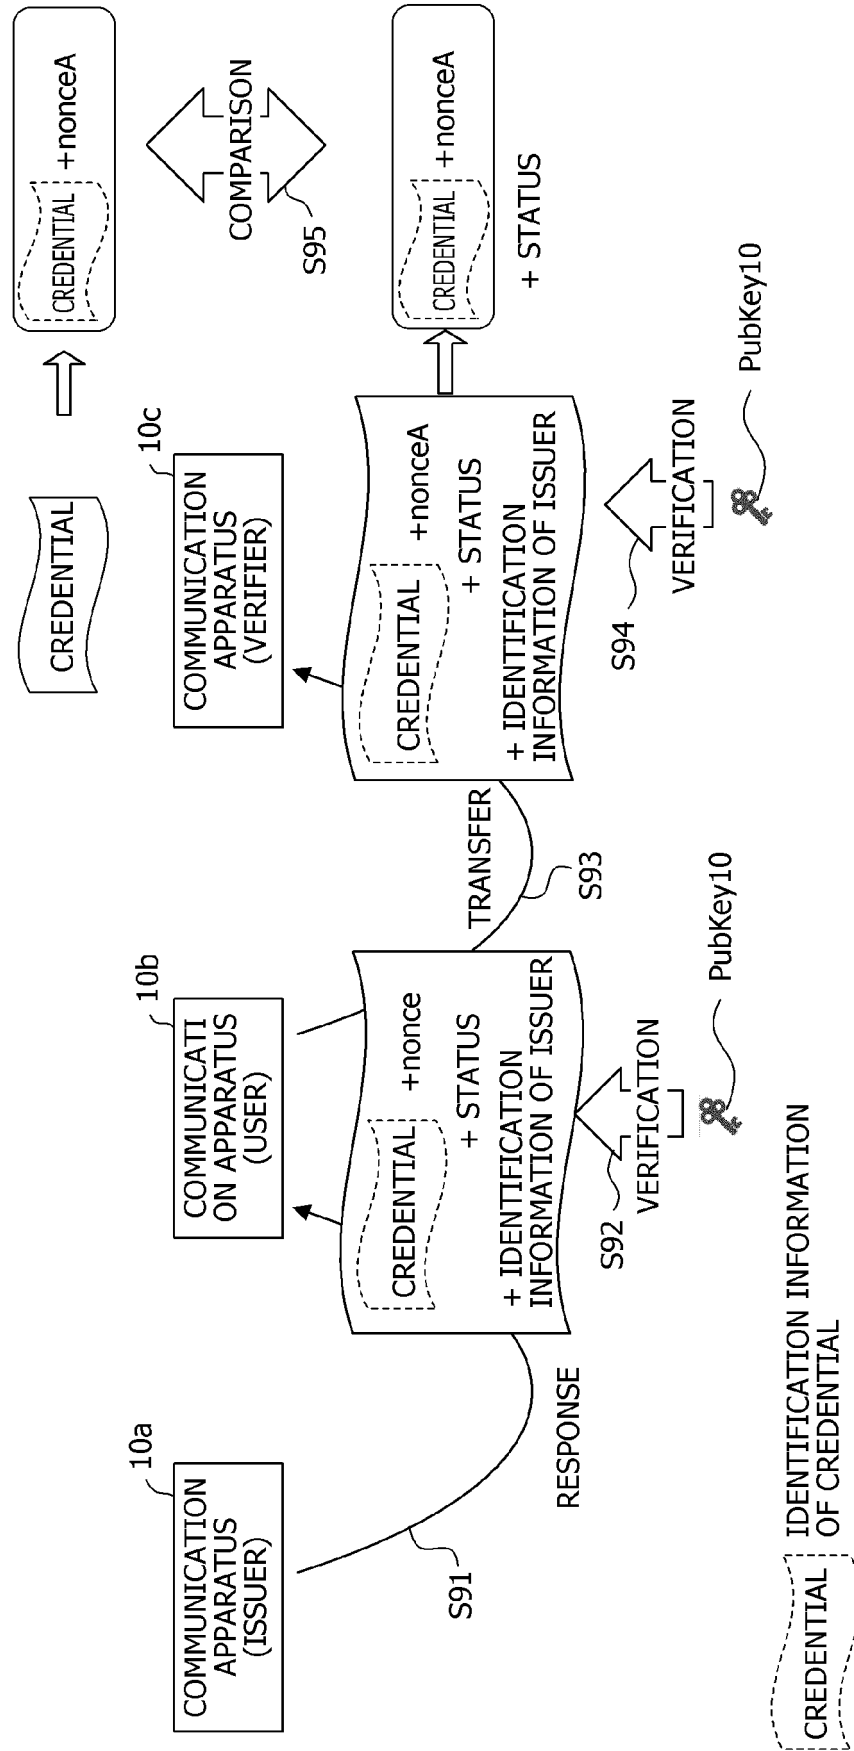 COMMUNICATION
APPARATUS
(ISSUER)
10a
S91
RESPONSE
COMMUNICATI
ON APPARATUS
(USER)
10b
CREDENTIAL
+nonce
+ STATUS
+ IDENTIFICATION
INFORMATION OF ISSUER
S92
VERIFICATION
PubKey10
TRANSFER
S93
CREDENTIAL
COMMUNICATION
APPARATUS
(VERIFIER)
10c
CREDENTIAL
+nonceA
+ STATUS
+ IDENTIFICATION
INFORMATION OF ISSUER
S94
VERIFICATION
PubKey10
CREDENTIAL
+nonceA
COMPARISON
S95
CREDENTIAL
+nonceA
+ STATUS
CREDENTIAL
IDENTIFICATION INFORMATION
OF CREDENTIAL